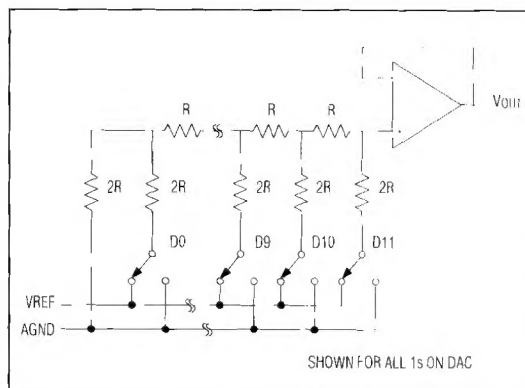 VOUT
R R R
2R 2R 2R 2R 2R
D0 D9 D10 D11
VREF
AGND
SHOWN FOR ALL 1s ON DAC